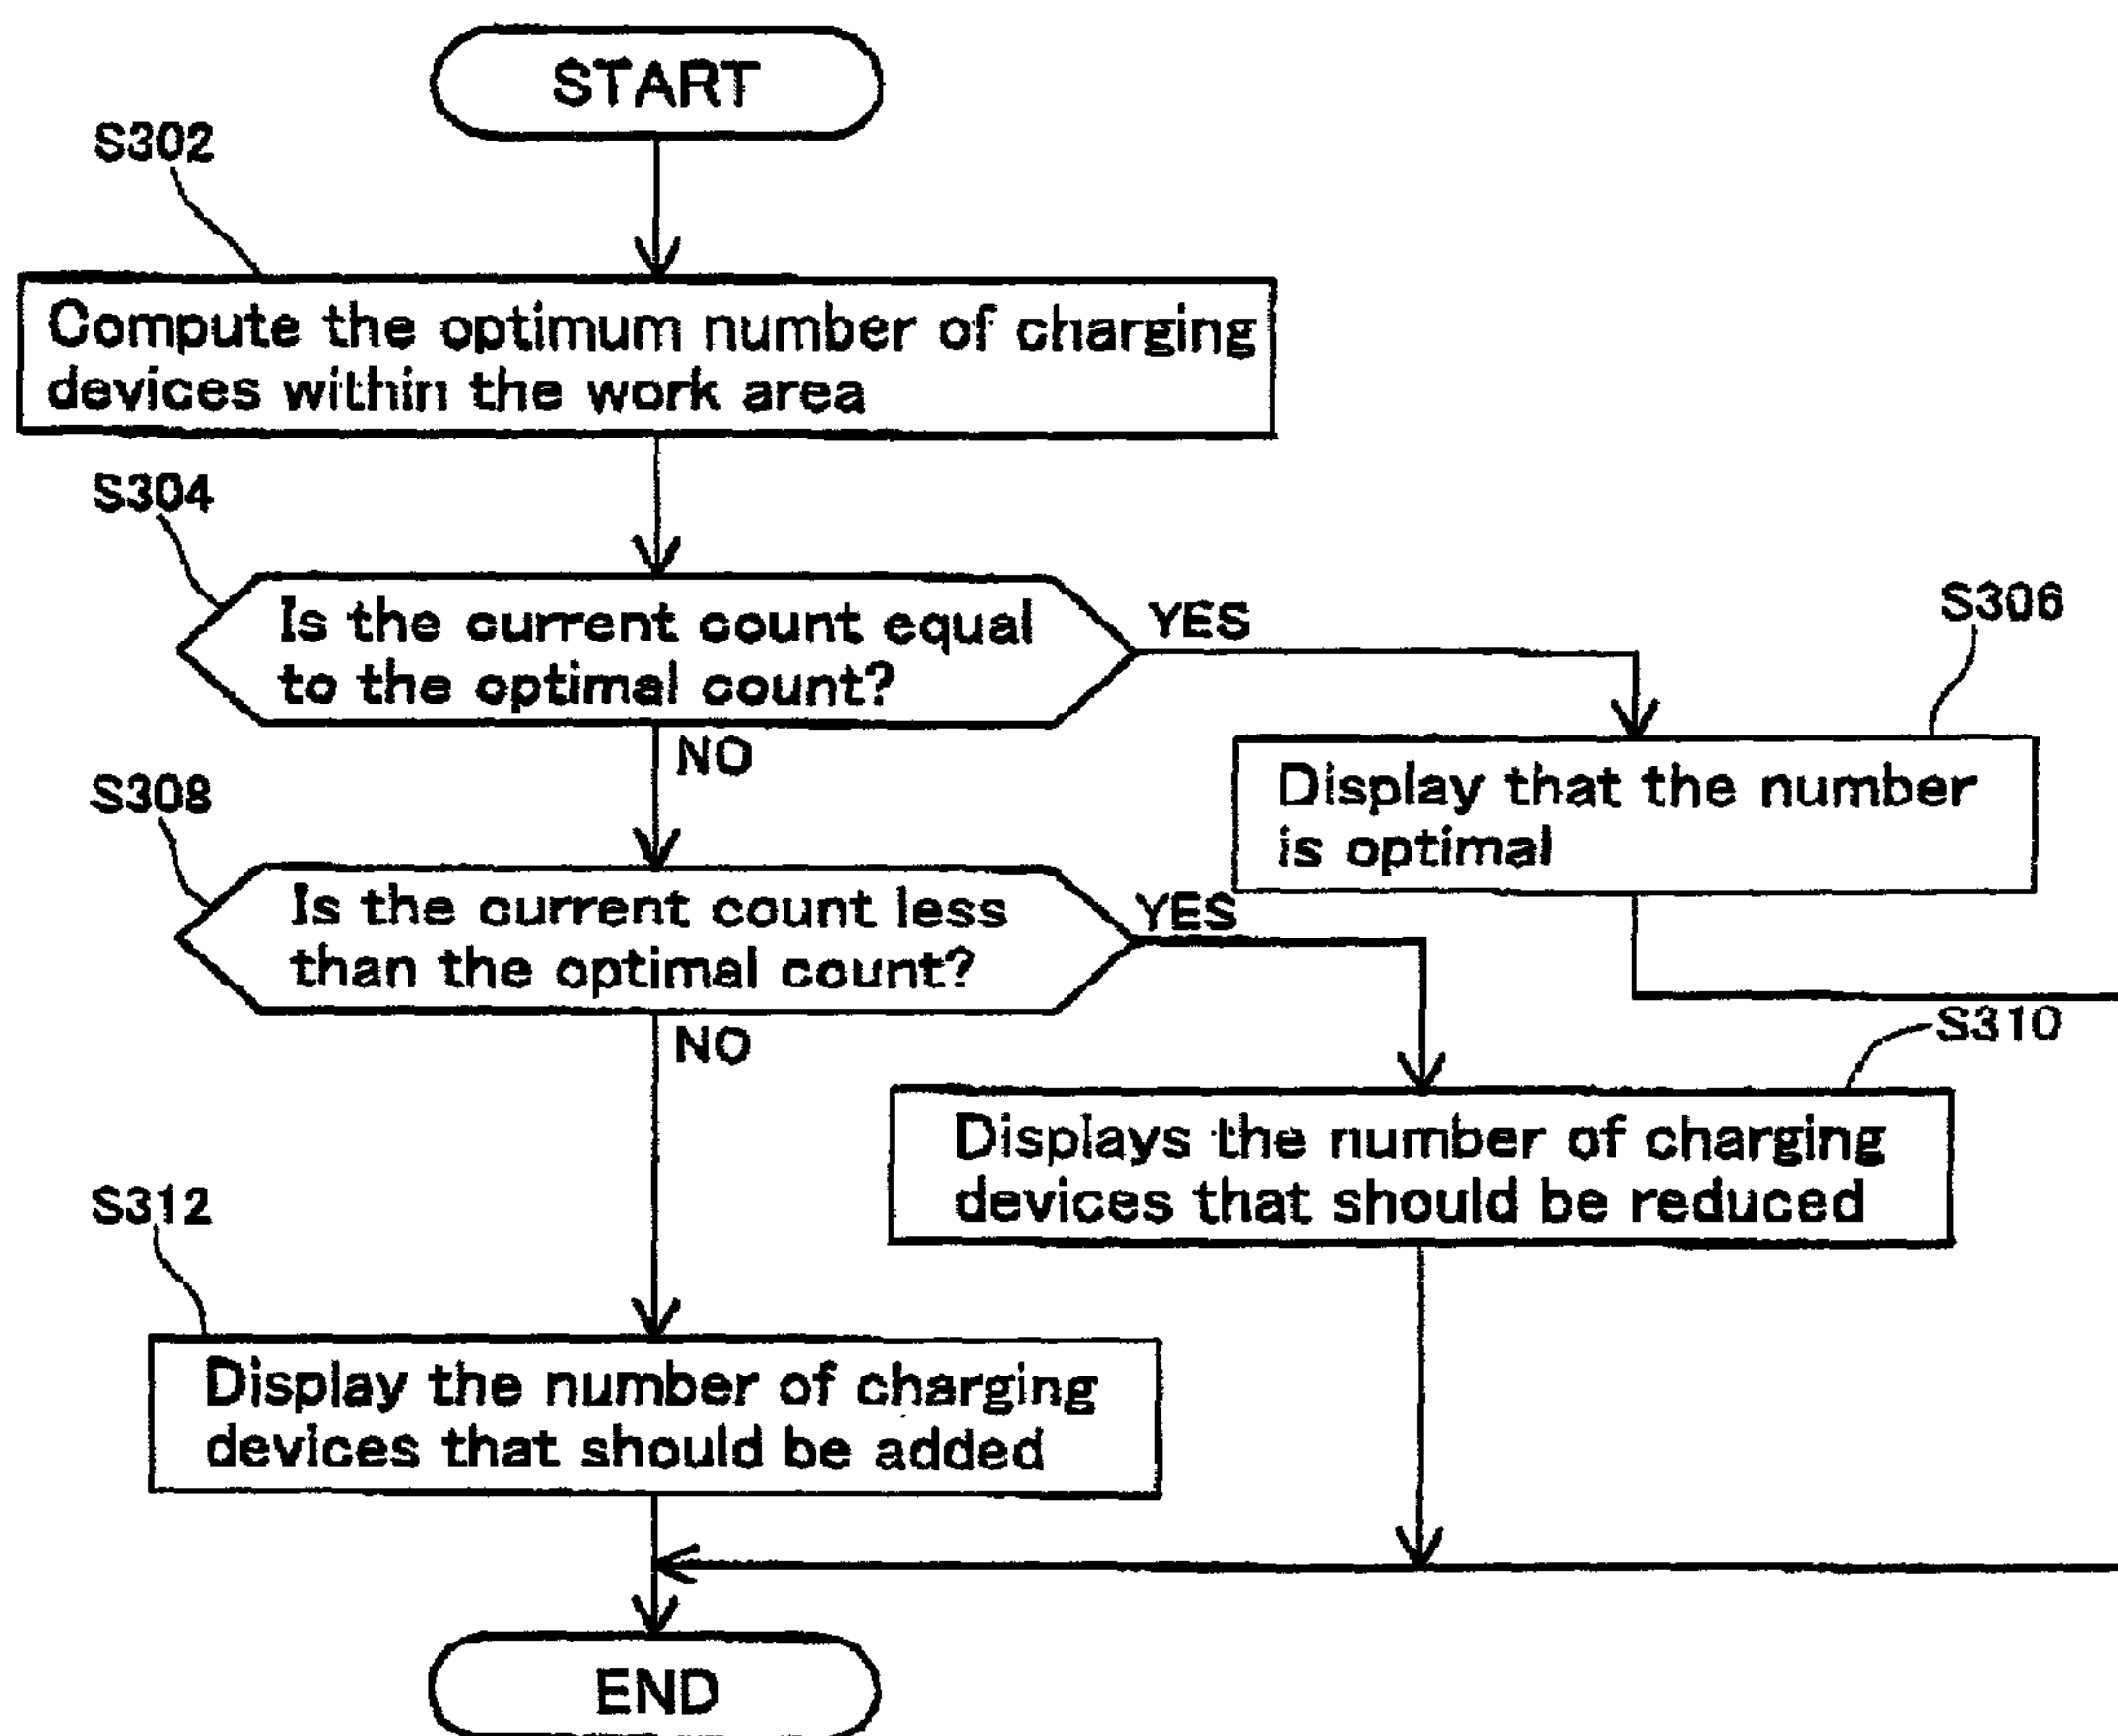 START
S302
Compute the optimum number of charging
devices within the work area
S304
Is the current count equal
to the optimal count?
YES
S306
NO
Display that the number
is optimal
S308
Is the current count less
than the optimal count?
YES
NO
S310
Displays the number of charging
devices that should be reduced
S312
Display the number of charging
devices that should be added
END